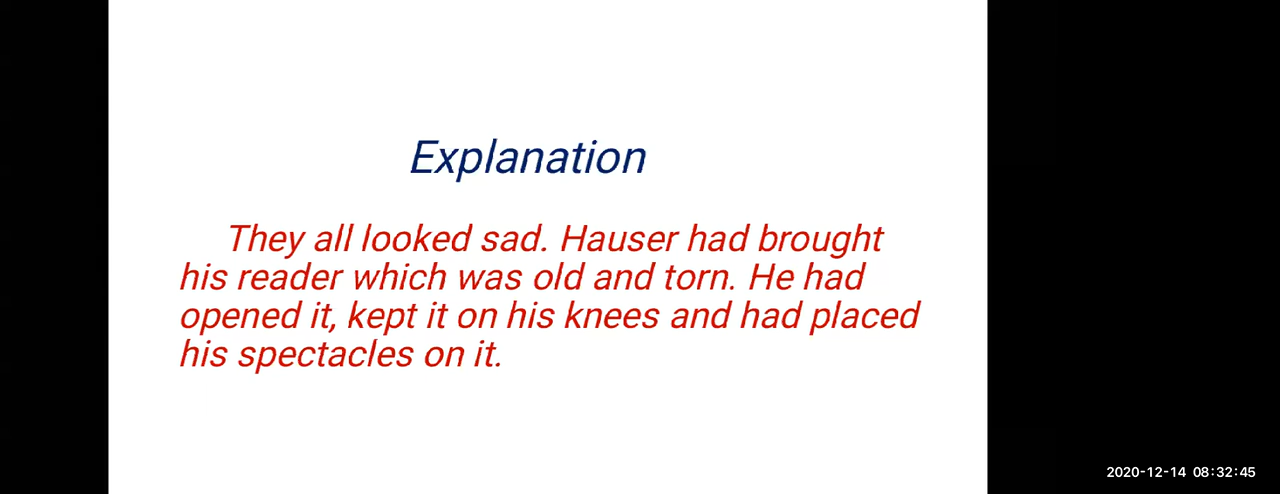 Explanation
They all looked sad. Hauser had brought
his reader which was old and torn. He had
opened it, kept it on his knees and had placed
his spectacles on it.
2020-12-14 08:32:45